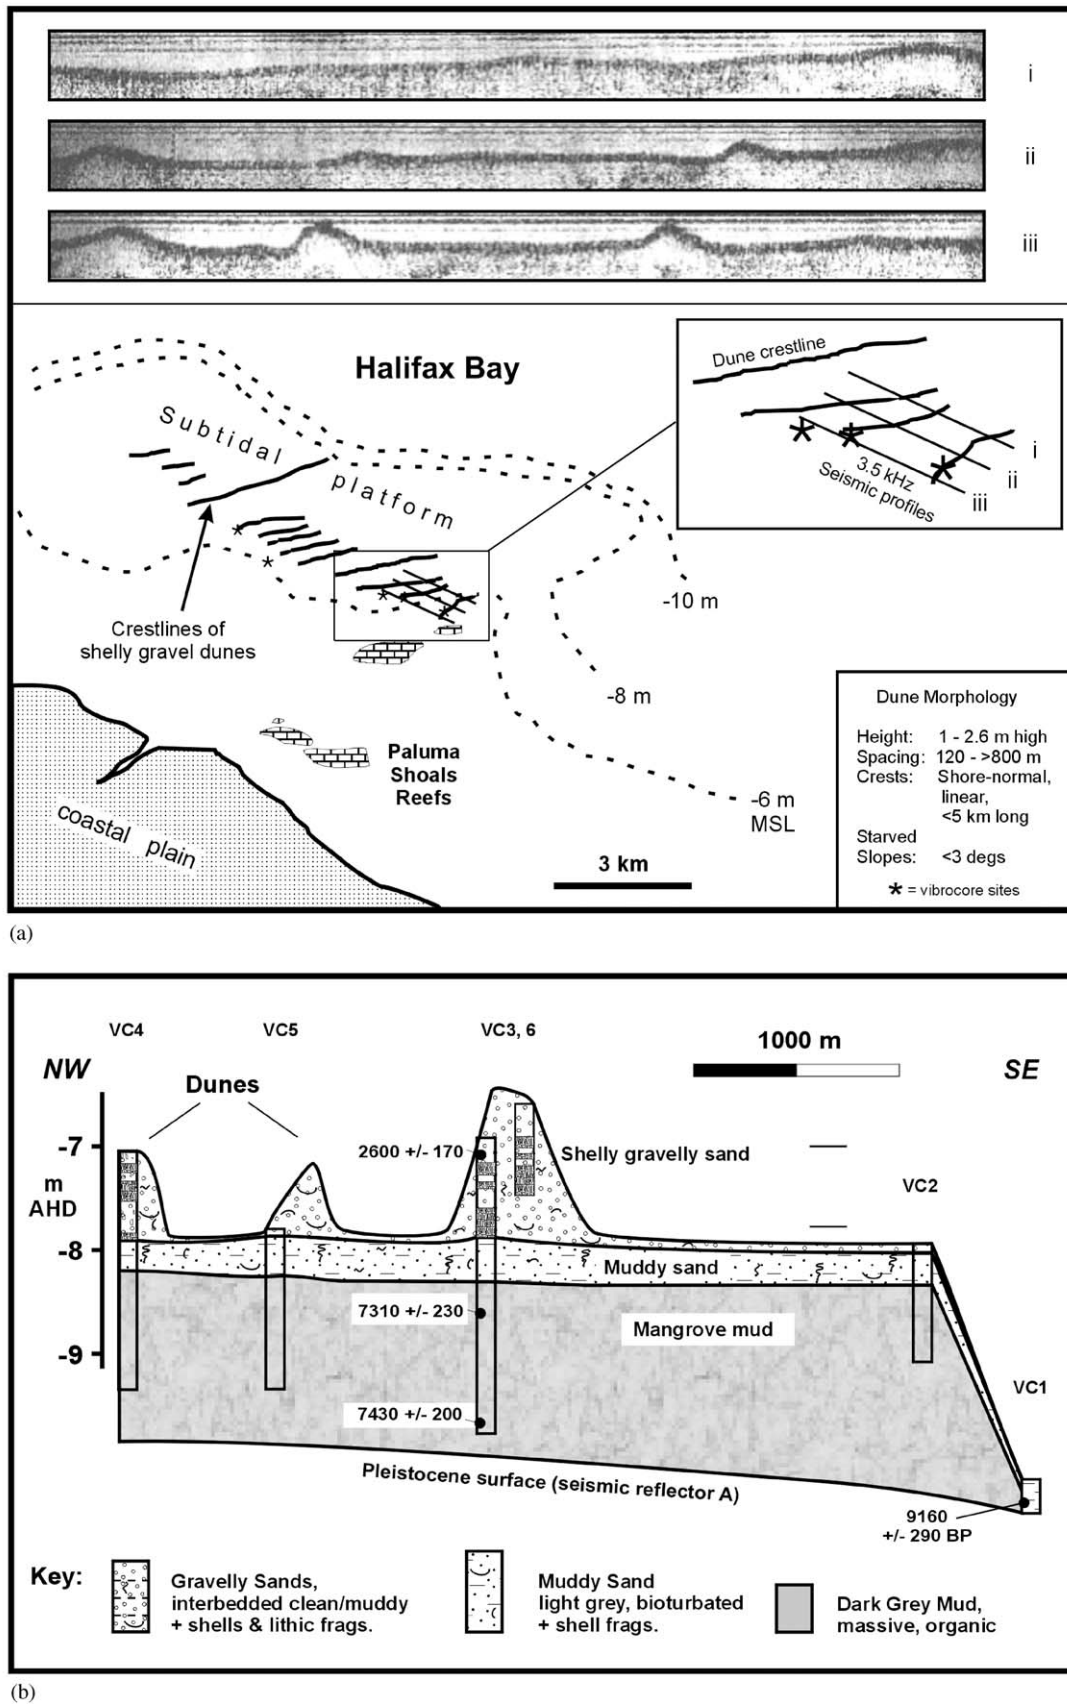 i
ii
iii
Halifax Bay
Subtidal
platform
Dune crestline
3.5 kHz
Seismic profiles
i
ii
iii
Crestlines of
shelly gravel dunes
-10 m
-8 m
-6 m
MSL
Paluma
Shoals
Reefs
coastal plain
3 km
Dune Morphology
Height: 1 - 2.6 m high
Spacing: 120 - >800 m
Crests: Shore-normal,
linear,
<5 km long
Starved
Slopes: <3 degs
* = vibrocore sites
(a)
VC4
VC5
VC3, 6
1000 m
NW
SE
Dunes
-7
m
AHD
-8
-9
2600 +/- 170
Shelly gravelly sand
VC2
Muddy sand
7310 +/- 230
Mangrove mud
VC1
7430 +/- 200
Pleistocene surface (seismic reflector A)
9160
+/- 290 BP
Key:
Gravelly Sands,
interbedded clean/muddy
+ shells & lithic frags.
Muddy Sand
light grey, bioturbated
+ shell frags.
Dark Grey Mud,
massive, organic
(b)